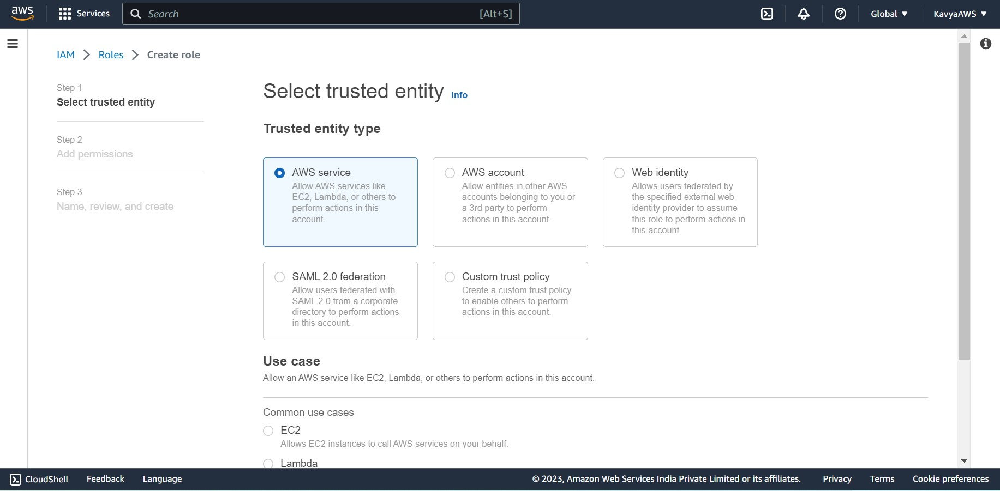 aws
Services
Search
[Alt+S]
Global
KavyaAWS
IAM
Roles
Create role
Step 1
Select trusted entity
Step 2
Add permissions
Step 3
Name, review, and create
Select trusted entity Info
Trusted entity type
AWS service
Allow AWS services like
EC2, Lambda, or others to
perform actions in this
account.
AWS account
Allow entities in other AWS
accounts belonging to you or
a 3rd party to perform
actions in this account.
Web identity
Allows users federated by
the specified external web
identity provider to assume
this role to perform actions in
this account.
SAML 2.0 federation
Allow users federated with
SAML 2.0 from a corporate
directory to perform actions
in this account.
Custom trust policy
Create a custom trust policy
to enable others to perform
actions in this account.
Use case
Allow an AWS service like EC2, Lambda, or others to perform actions in this account.
Common use cases
EC2
Allows EC2 instances to call AWS services on your behalf.
Lambda
CloudShell
Feedback
Language
© 2023, Amazon Web Services India Private Limited or its affiliates.
Privacy
Terms
Cookie preferences